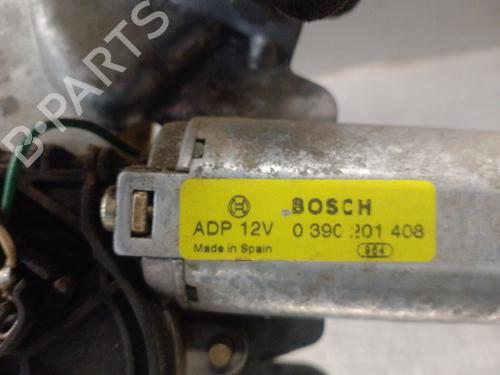 BOSCH
ADP 12V 0 390 201 408
Made in Spain 964
B-PARTS